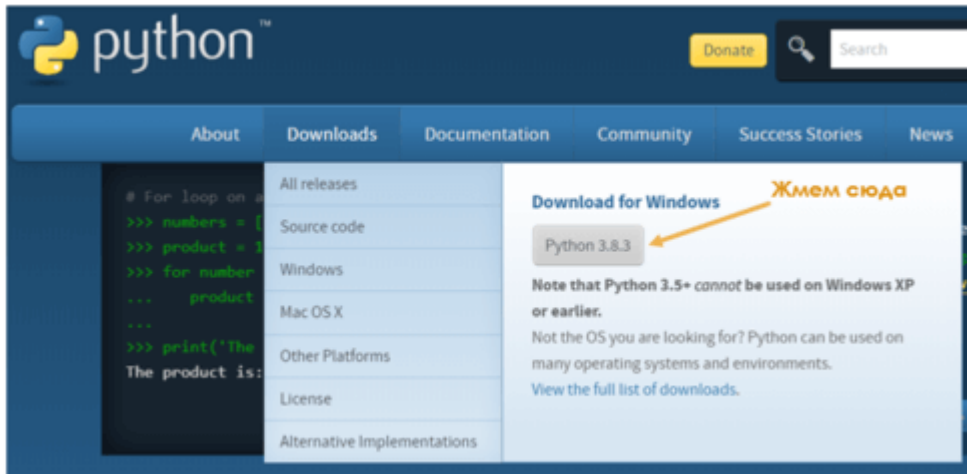 python™
Donate
Search
About Downloads Documentation Community Success Stories News
# For loop on a
>>> numbers = [
>>> product = 1
>>> for number
... product
...
>>> print('The
The product is:
All releases
Source code
Windows
Mac OS X
Other Platforms
License
Alternative Implementations
Жмем сюда
Download for Windows
Python 3.8.3
Note that Python 3.5+ cannot be used on Windows XP
or earlier.
Not the OS you are looking for? Python can be used on
many operating systems and environments.
View the full list of downloads.